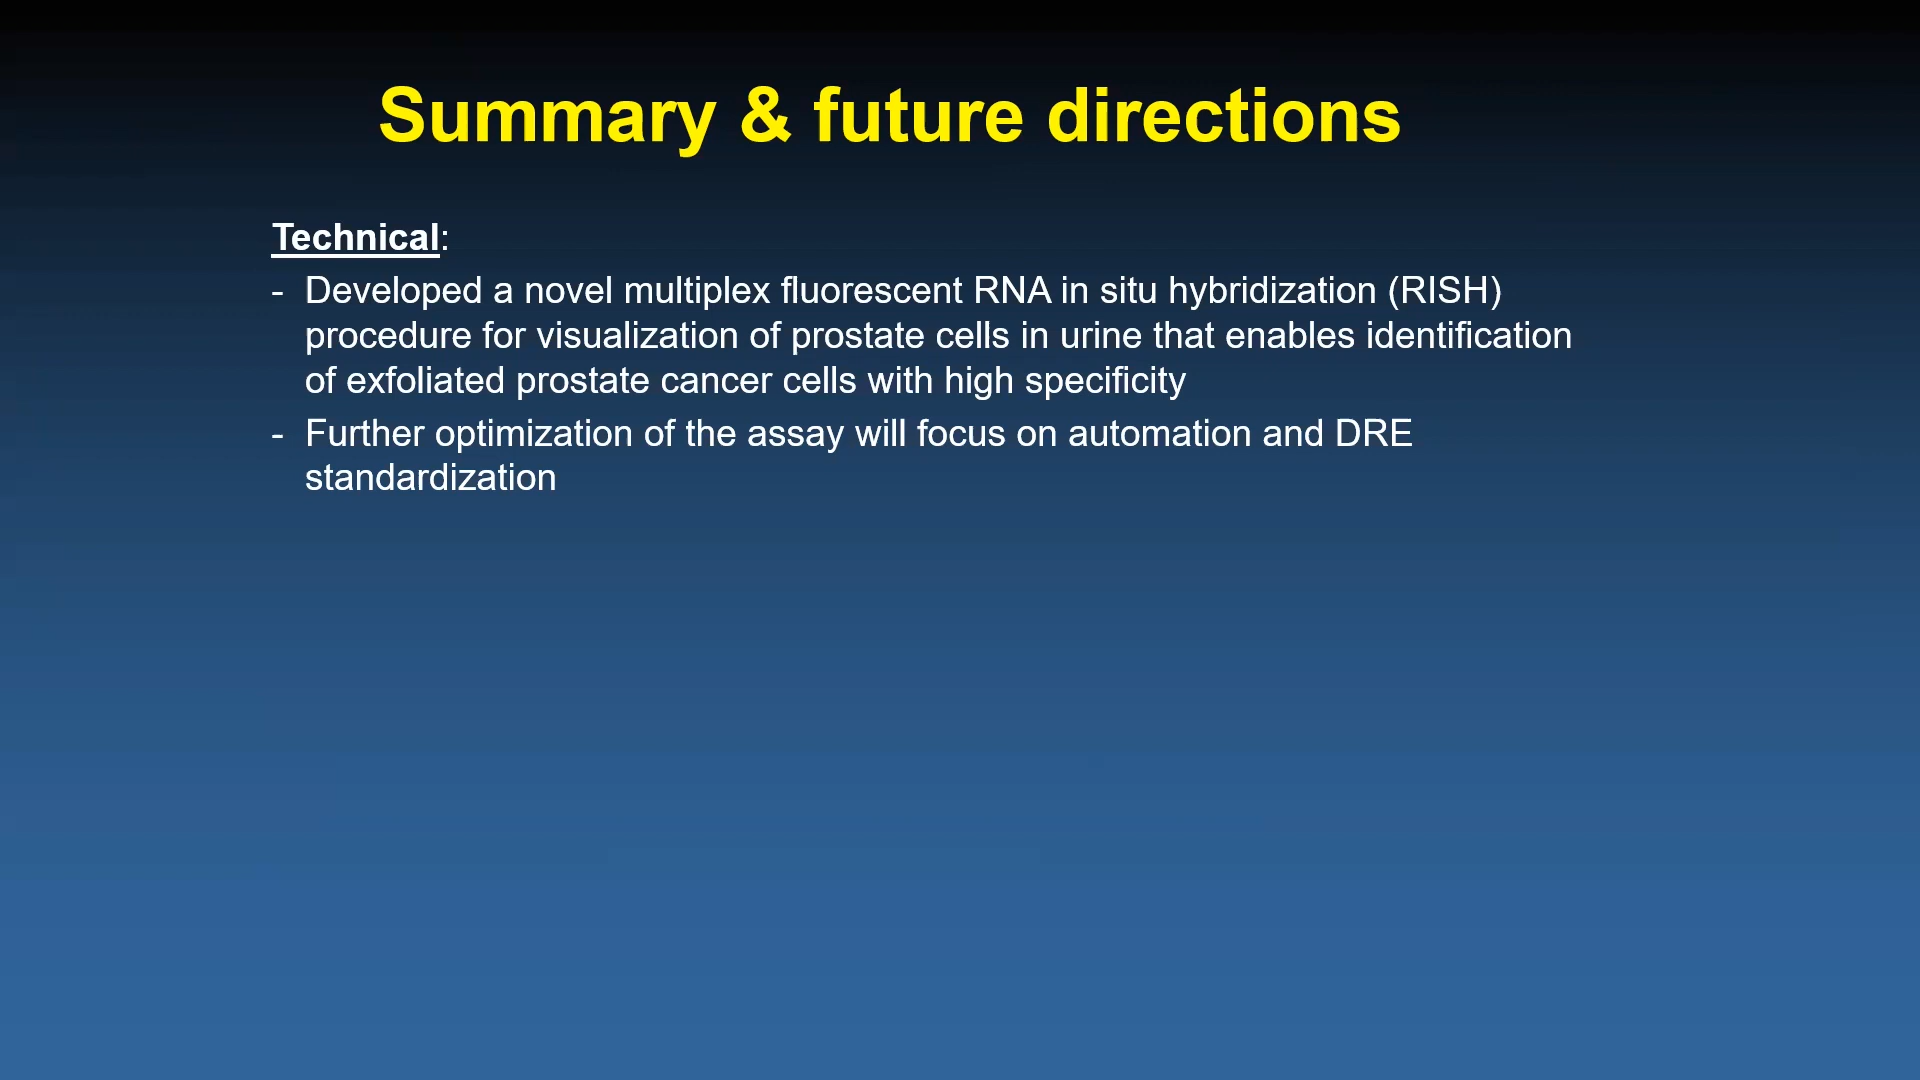 Summary & future directions
Technical:
- Developed a novel multiplex fluorescent RNA in situ hybridization (RISH)
procedure for visualization of prostate cells in urine that enables identification
of exfoliated prostate cancer cells with high specificity
- Further optimization of the assay will focus on automation and DRE
standardization